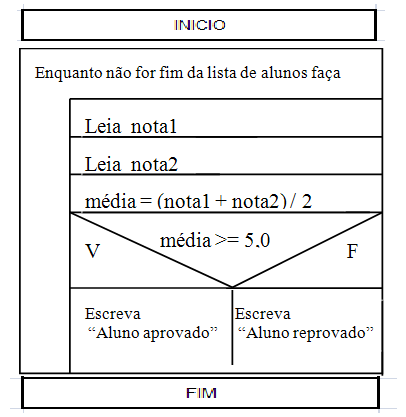 INICIO
Enquanto não for fim da lista de alunos faça
Leia nota1
Leia nota2
média = (nota1 + nota2) / 2
média >= 5.0
V F
Escreva Escreva
“Aluno aprovado” “Aluno reprovado”
FIM